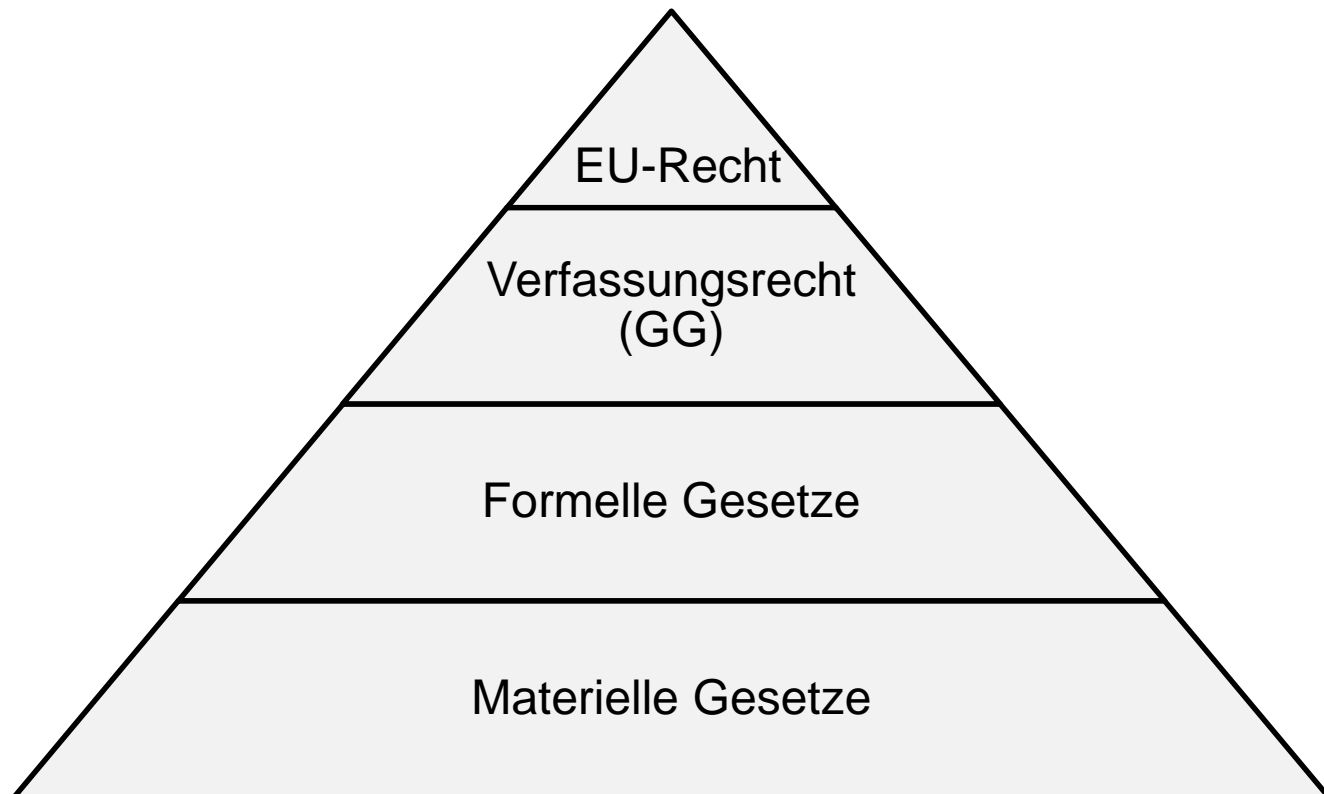 EU-Recht
Verfassungsrecht
(GG)
Formelle Gesetze
Materielle Gesetze